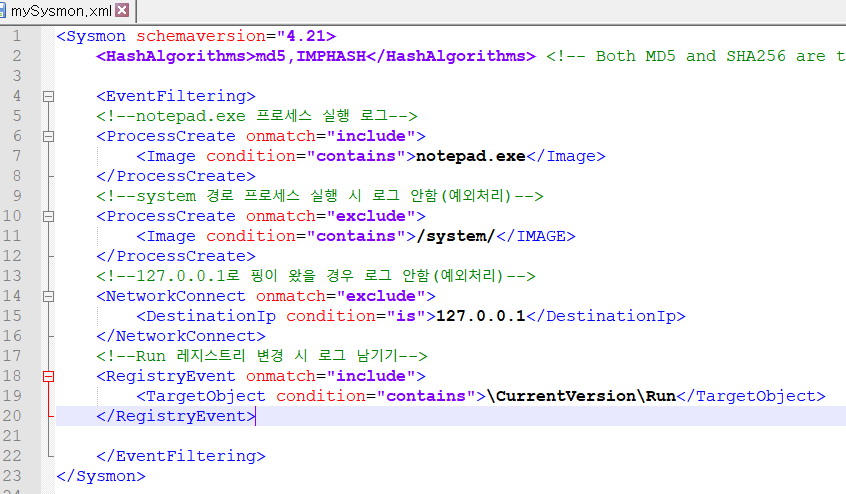 mySysmon.xml
1 <Sysmon schemaversion="4.21>
2 <HashAlgorithms>md5,IMPHASH</HashAlgorithms> <!-- Both MD5 and SHA256 are t
3
4 <EventFiltering>
5 <!--notepad.exe 프로세스 실행 로그-->
6 <ProcessCreate onmatch="include">
7 <Image condition="contains">notepad.exe</Image>
8 </ProcessCreate>
9 <!--system 경로 프로세스 실행 시 로그 안함(예외처리)-->
10 <ProcessCreate onmatch="exclude">
11 <Image condition="contains">/system/</IMAGE>
12 </ProcessCreate>
13 <!--127.0.0.1로 핑이 왔을 경우 로그 안함(예외처리)-->
14 <NetworkConnect onmatch="exclude">
15 <DestinationIp condition="is">127.0.0.1</DestinationIp>
16 </NetworkConnect>
17 <!--Run 레지스트리 변경 시 로그 남기기-->
18 <RegistryEvent onmatch="include">
19 <TargetObject condition="contains">\CurrentVersion\Run</TargetObject>
20 </RegistryEvent>
21
22 </EventFiltering>
23 </Sysmon>